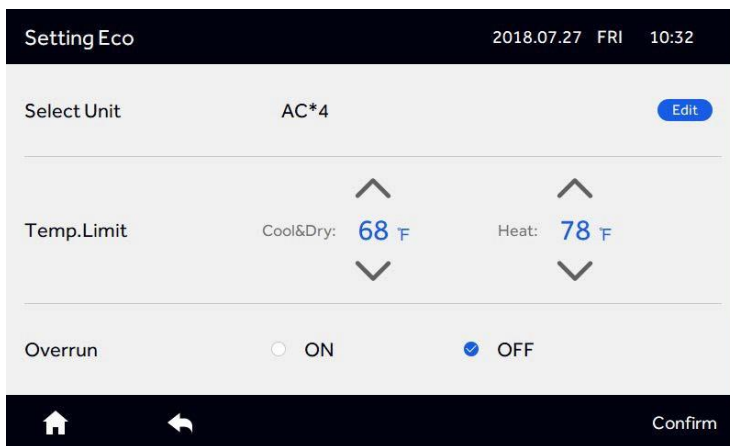 Setting Eco 2018.07.27 FRI 10:32
Select Unit AC*4 Edit
Temp.Limit Cool&Dry: 68 °F Heat: 78 °F
Overrun ON OFF
Confirm